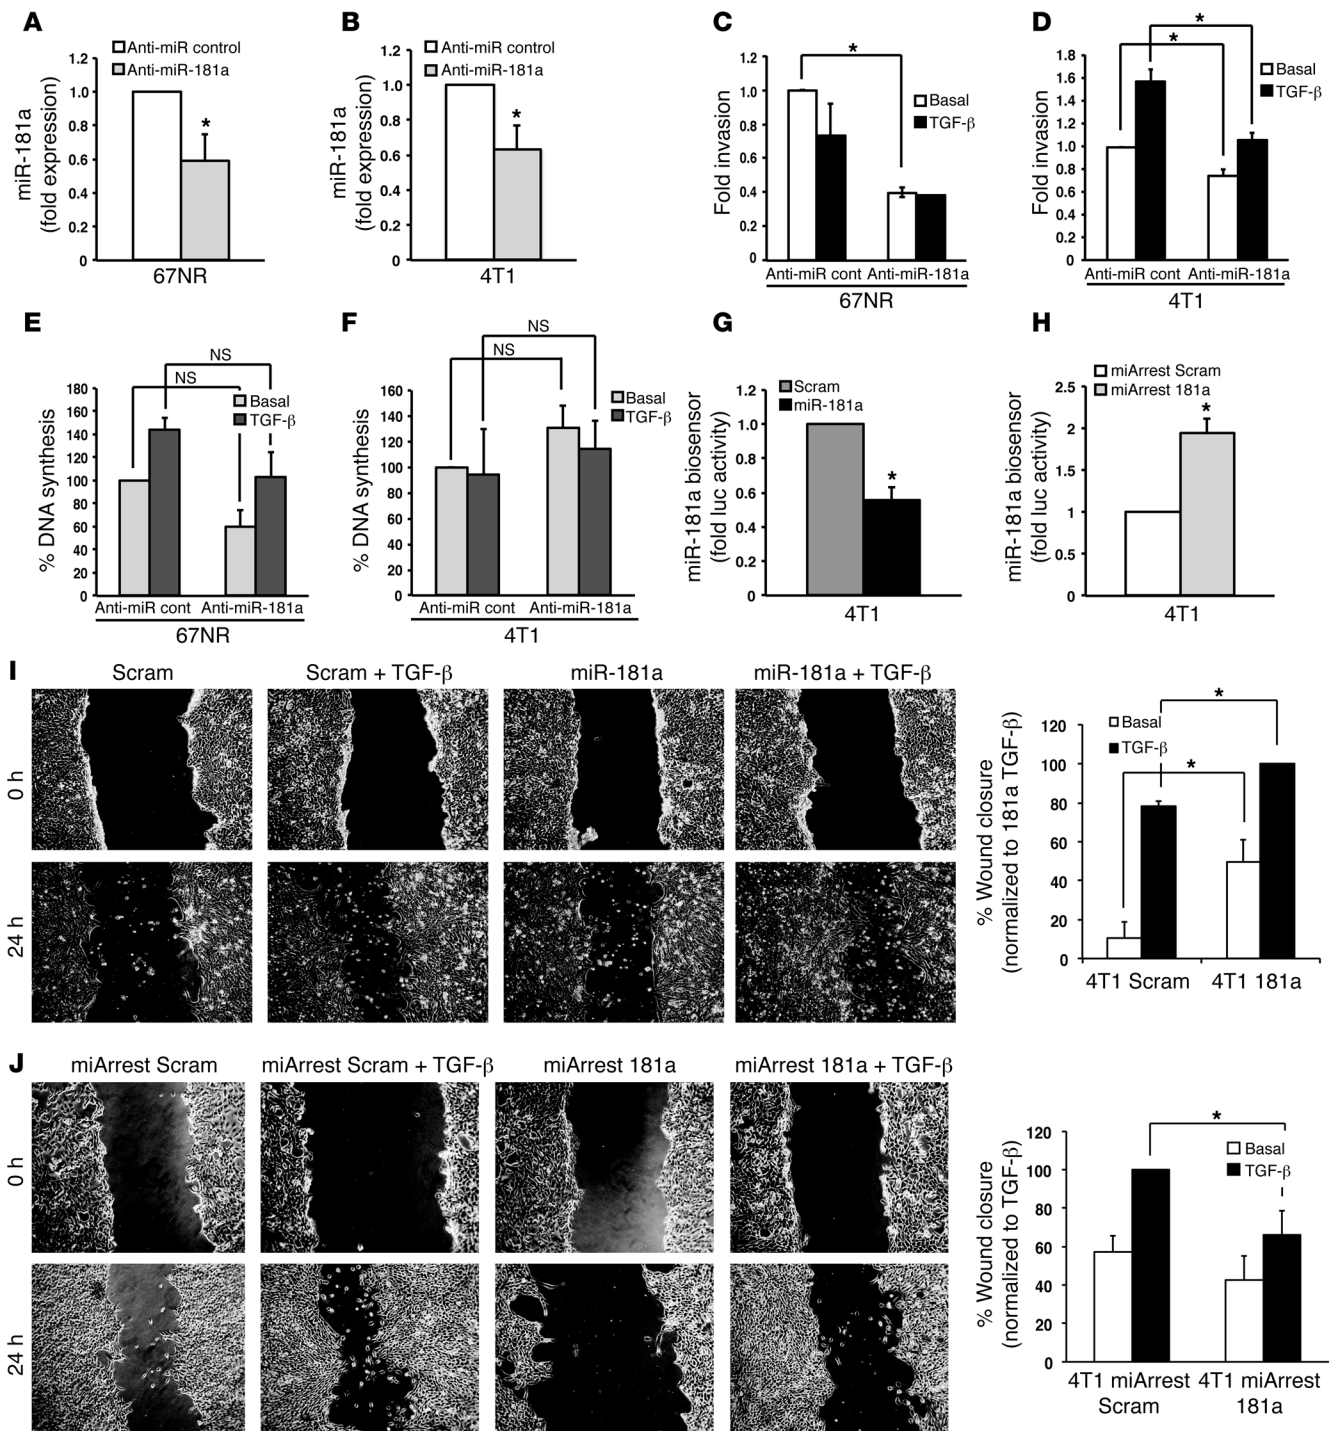 A
Anti-miR control
Anti-miR-181a
miR-181a
(fold expression)
1.2
1.0
0.8
0.6
0.4
0.2
0
*
67NR
B
Anti-miR control
Anti-miR-181a
miR-181a
(fold expression)
1.2
1.0
0.8
0.6
0.4
0.2
0
*
4T1
C
Fold invasion
1.2
1.0
0.8
0.6
0.4
0.2
0
*
Basal
TGF-β
Anti-miR cont Anti-miR-181a
67NR
D
Fold invasion
1.8
1.6
1.4
1.2
1.0
0.8
0.6
0.4
0.2
0
*
*
Basal
TGF-β
Anti-miR cont Anti-miR-181a
4T1
E
% DNA synthesis
180
160
140
120
100
80
60
40
20
0
NS
NS
Basal
TGF-β
Anti-miR cont Anti-miR-181a
67NR
F
% DNA synthesis
160
140
120
100
80
60
40
20
0
NS
NS
Basal
TGF-β
Anti-miR cont Anti-miR-181a
4T1
G
miR-181a biosensor
(fold luc activity)
1.2
1.0
0.8
0.6
0.4
0.2
0
Scram
miR-181a
*
4T1
H
miR-181a biosensor
(fold luc activity)
miArrest Scram
miArrest 181a
2.5
2
1.5
1
0.5
0
*
4T1
I
Scram Scram + TGF-β miR-181a miR-181a + TGF-β
0 h
24 h
% Wound closure
(normalized to 181a TGF-β)
120
100
80
60
40
20
0
*
*
Basal
TGF-β
4T1 Scram 4T1 181a
J
miArrest Scram miArrest Scram + TGF-β miArrest 181a miArrest 181a + TGF-β
0 h
24 h
% Wound closure
(normalized to TGF-β)
120
100
80
60
40
20
0
*
Basal
TGF-β
4T1 miArrest 4T1 miArrest
Scram 181a